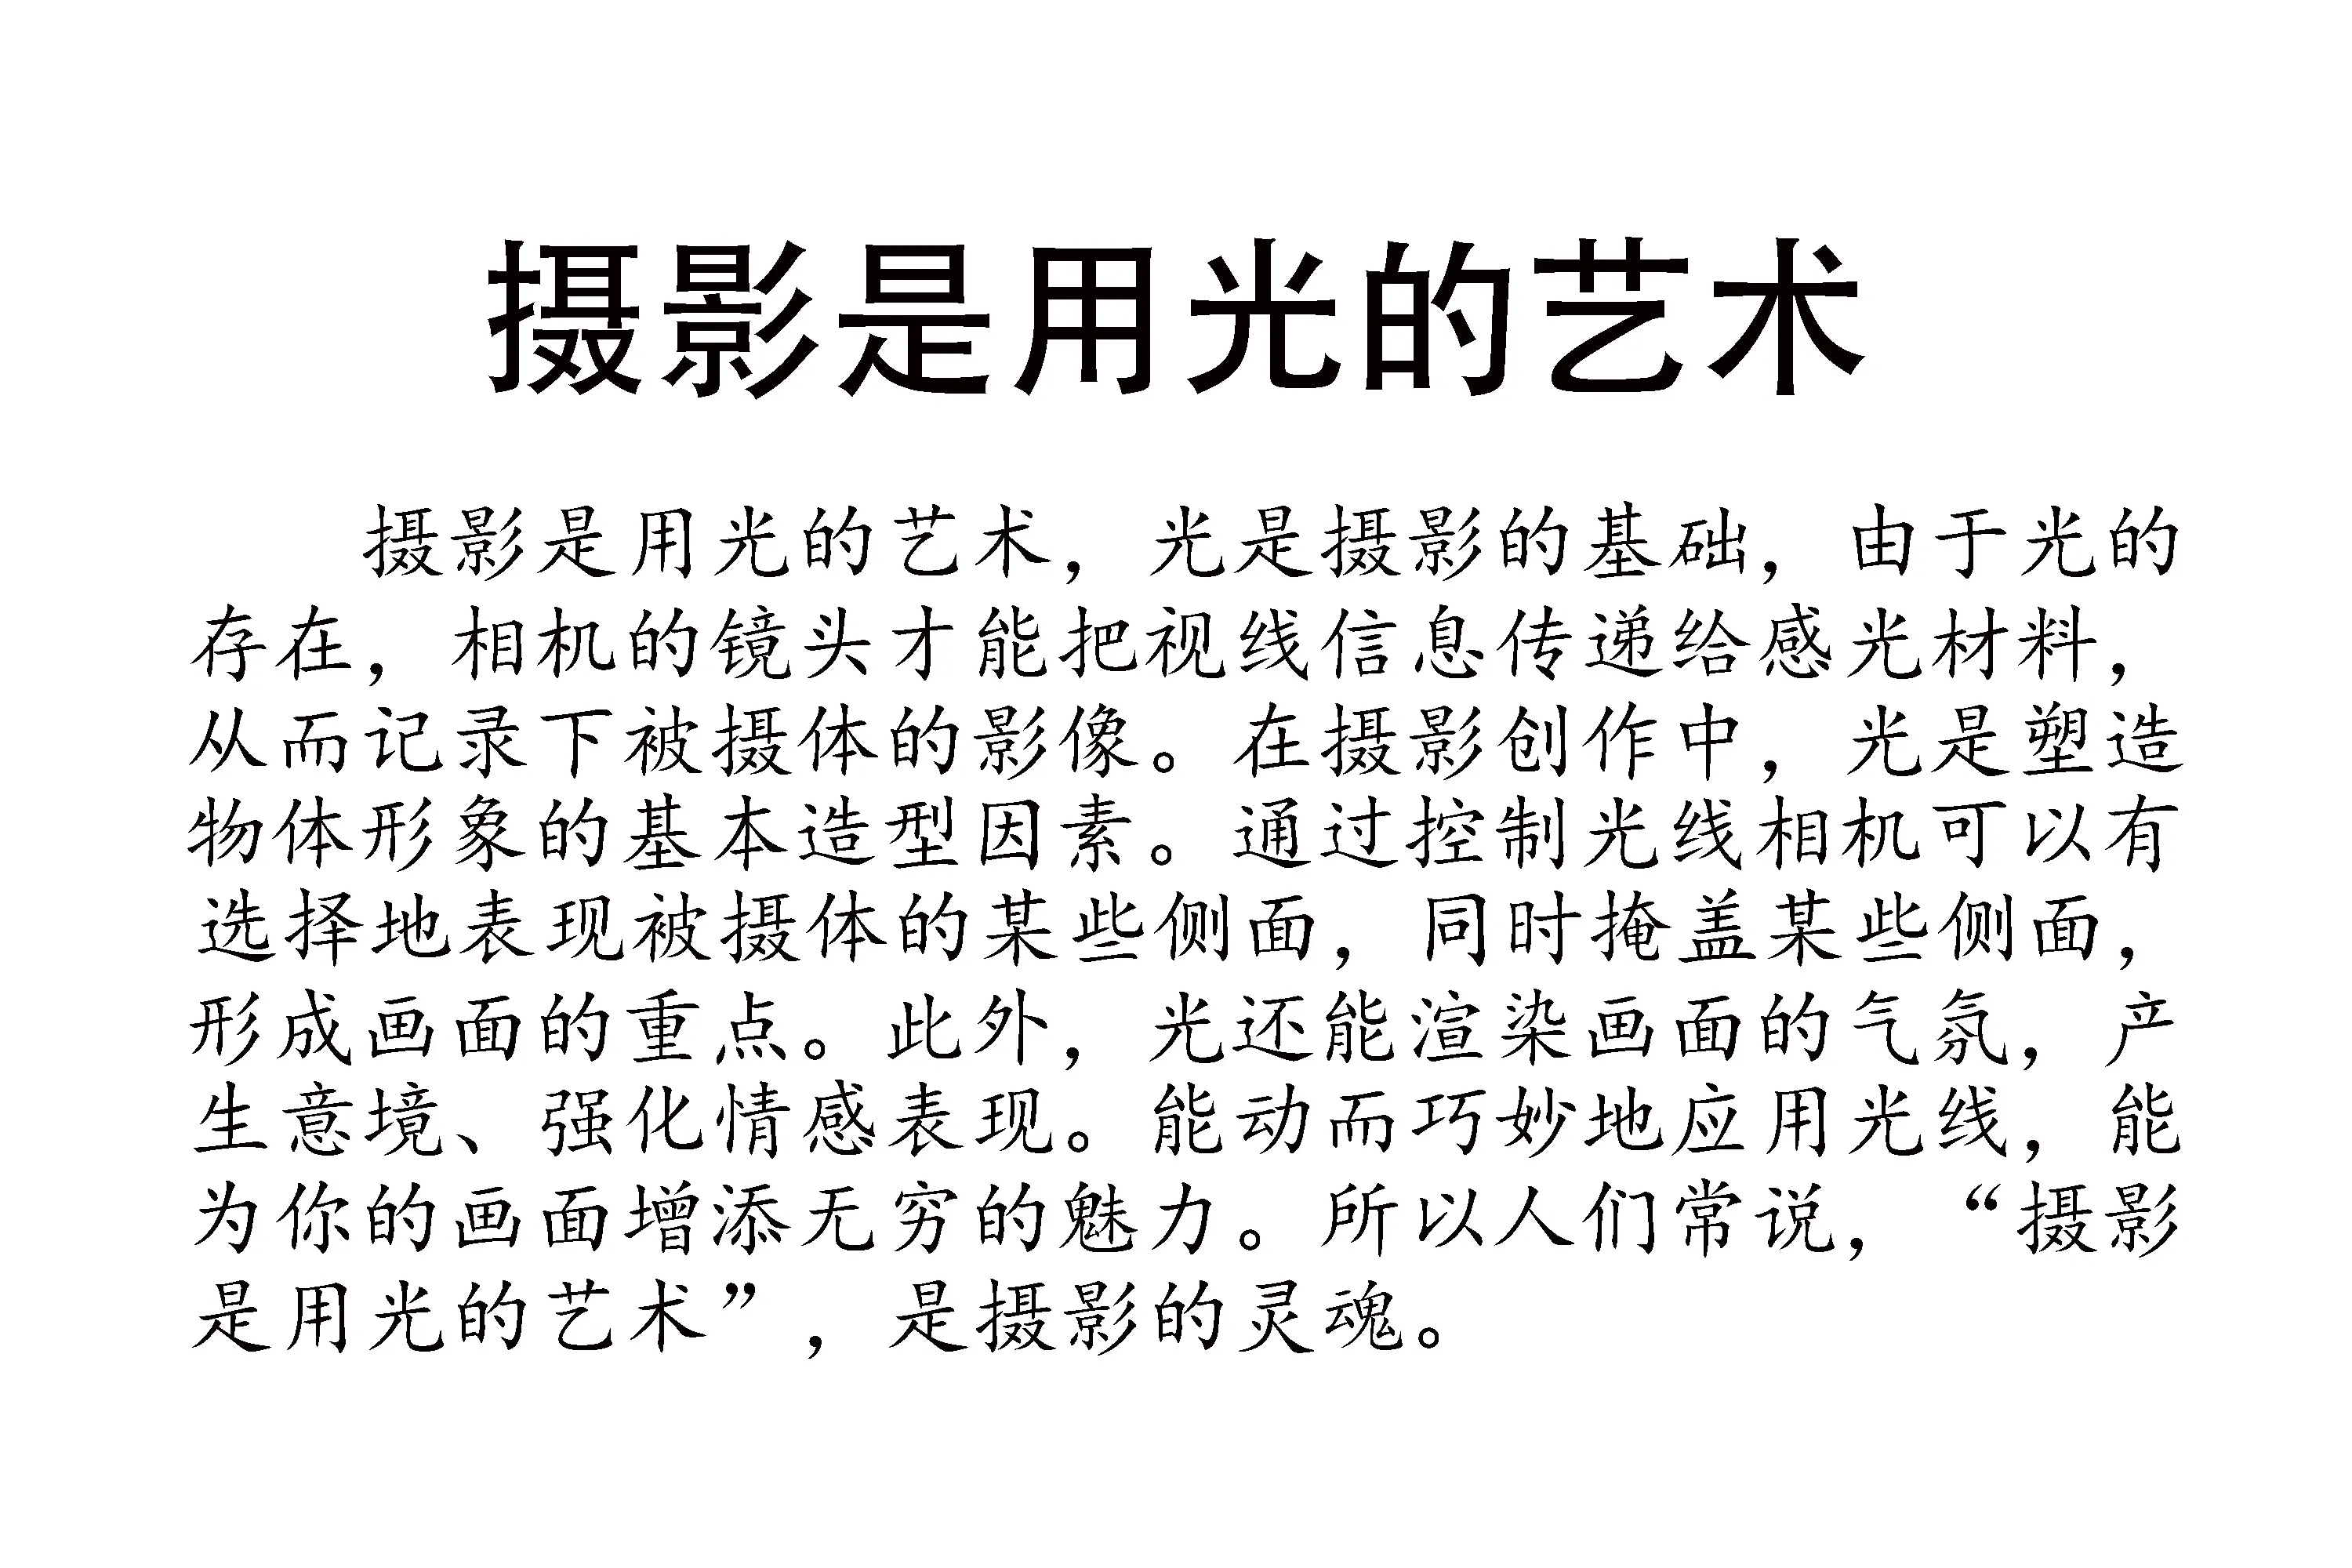 摄影是用光的艺术
摄影是用光的艺术，光是摄影的基础，由于光的
存在，相机的镜头才能把视线信息传递给感光材料，
从而记录下被摄体的影像。在摄影创作中，光是塑造
物体形象的基本造型因素。通过控制光线相机可以有
选择地表现被摄体的某些侧面，同时掩盖某些侧面，
形成画面的重点。此外，光还能渲染画面的气氛，产
生意境、强化情感表现。能动而巧妙地应用光线，能
为你的画面增添无穷的魅力。所以人们常说，“摄影
是用光的艺术”，是摄影的灵魂。